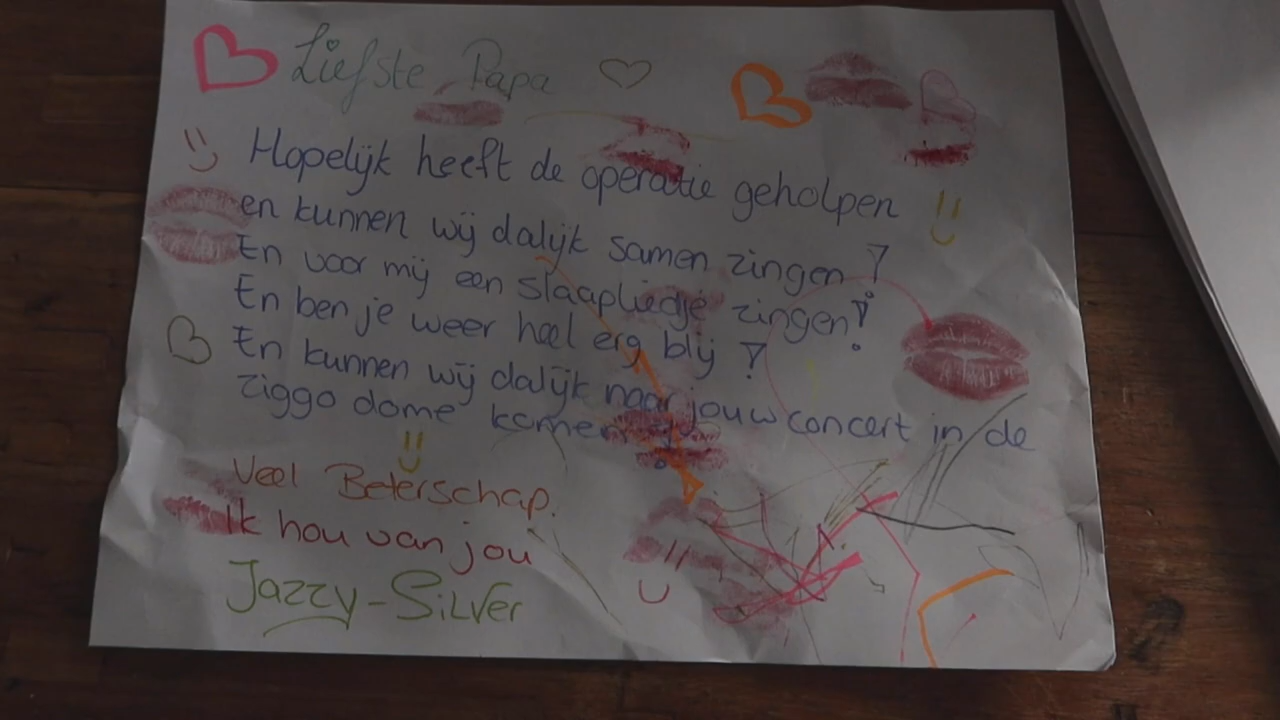 Liefste Papa
Hopelijk heeft de operatie geholpen
en kunnen wij dalijk samen zingen ?
En voor mij een slaapliedje zingen?
En ben je weer heel erg blij ?
En kunnen wij dalijk naar jouw concert in de
ziggo dome komen ?
Veel Beterschap.
Ik hou van jou
Jazzy-Silver